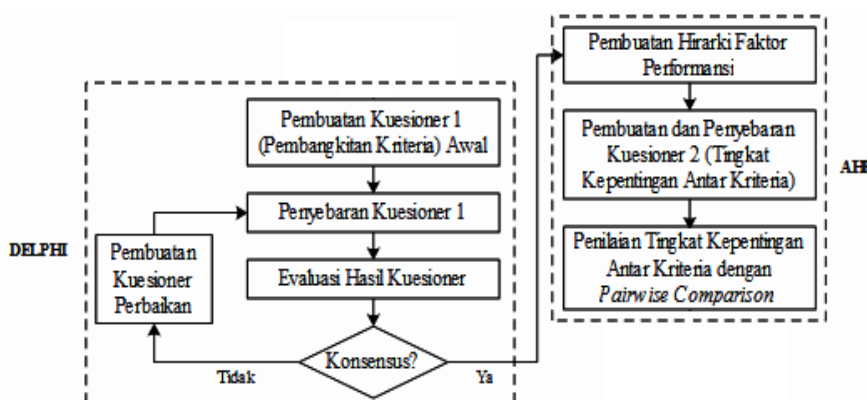 DELPHI
Pembuatan Kuesioner 1
(Pembangkitan Kriteria) Awal
Penyebaran Kuesioner 1
Evaluasi Hasil Kuesioner
Konsensus?
Tidak
Ya
Pembuatan
Kuesioner
Perbaikan
Pembuatan Hirarki Faktor
Performansi
Pembuatan dan Penyebaran
Kuesioner 2 (Tingkat
Kepentingan Antar Kriteria)
Penilaian Tingkat Kepentingan
Antar Kriteria dengan
Pairwise Comparison